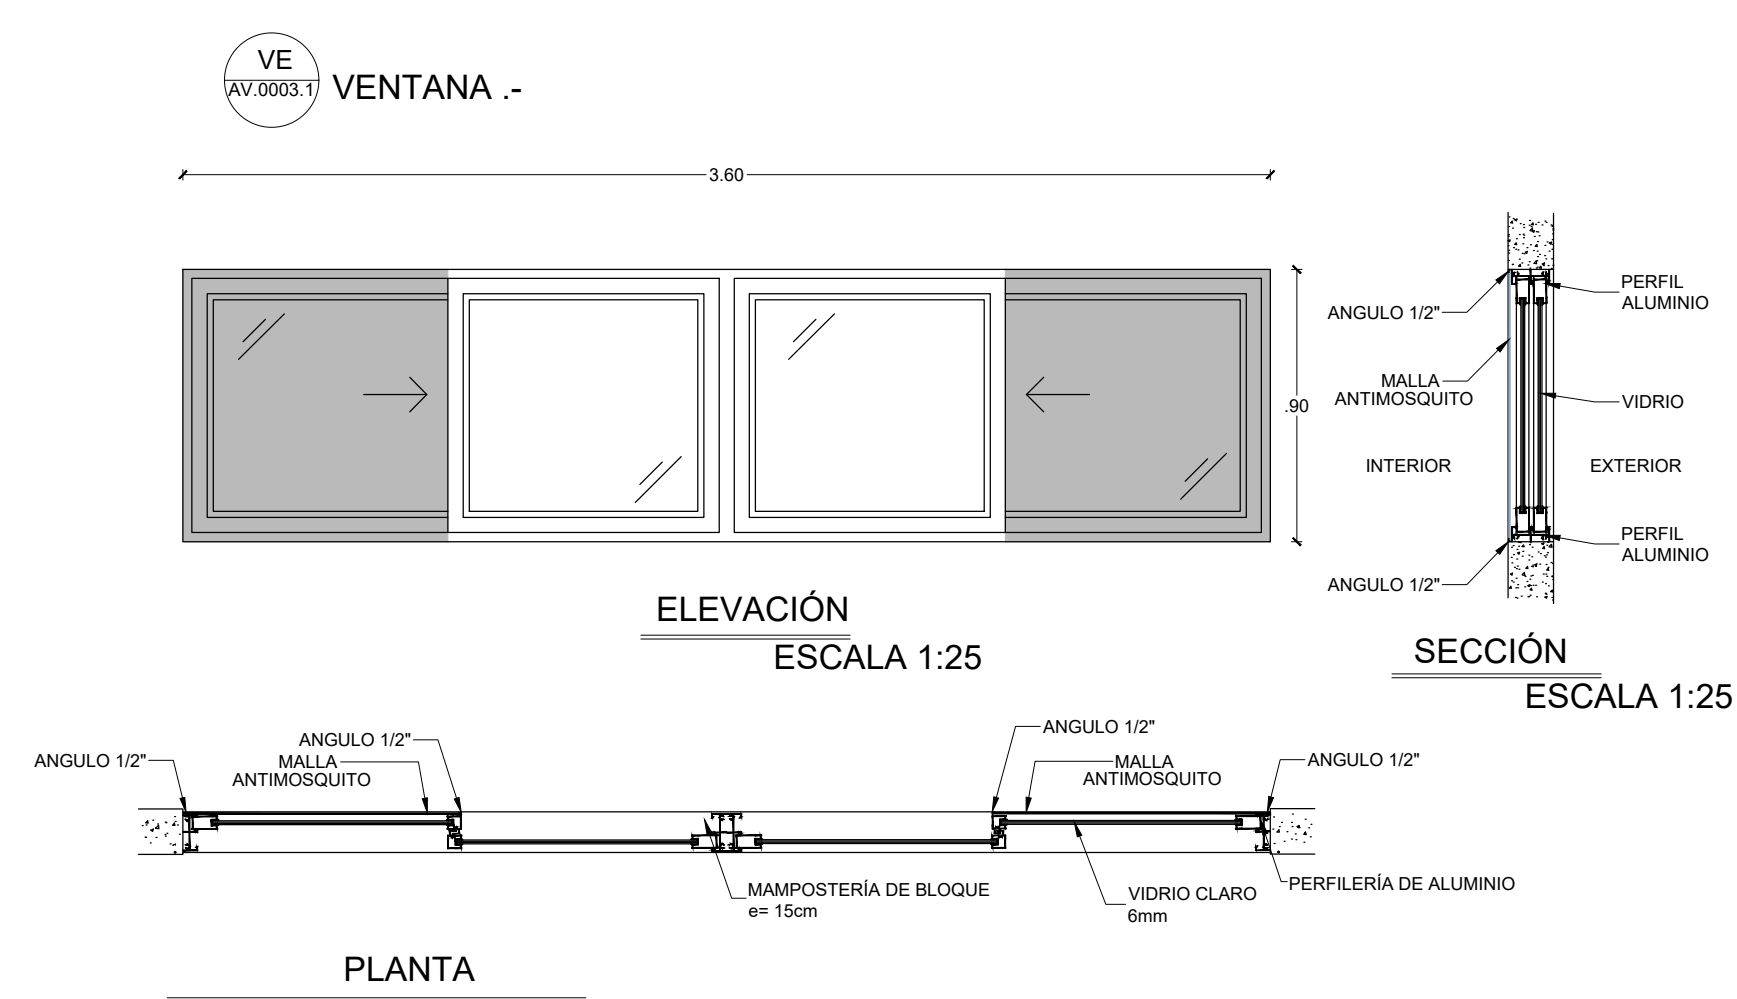 VE
AV.0003.1
VENTANA .-
3.60
.90
ANGULO 1/2"
MALLA
ANTIMOSQUITO
INTERIOR
ANGULO 1/2"
PERFIL
ALUMINIO
VIDRIO
EXTERIOR
PERFIL
ALUMINIO
ELEVACIÓN
ESCALA 1:25
SECCIÓN
ESCALA 1:25
ANGULO 1/2"
ANGULO 1/2"
MALLA
ANTIMOSQUITO
ANGULO 1/2"
MALLA
ANTIMOSQUITO
ANGULO 1/2"
MAMPOSTERÍA DE BLOQUE
e= 15cm
VIDRIO CLARO
6mm
PERFILERÍA DE ALUMINIO
PLANTA